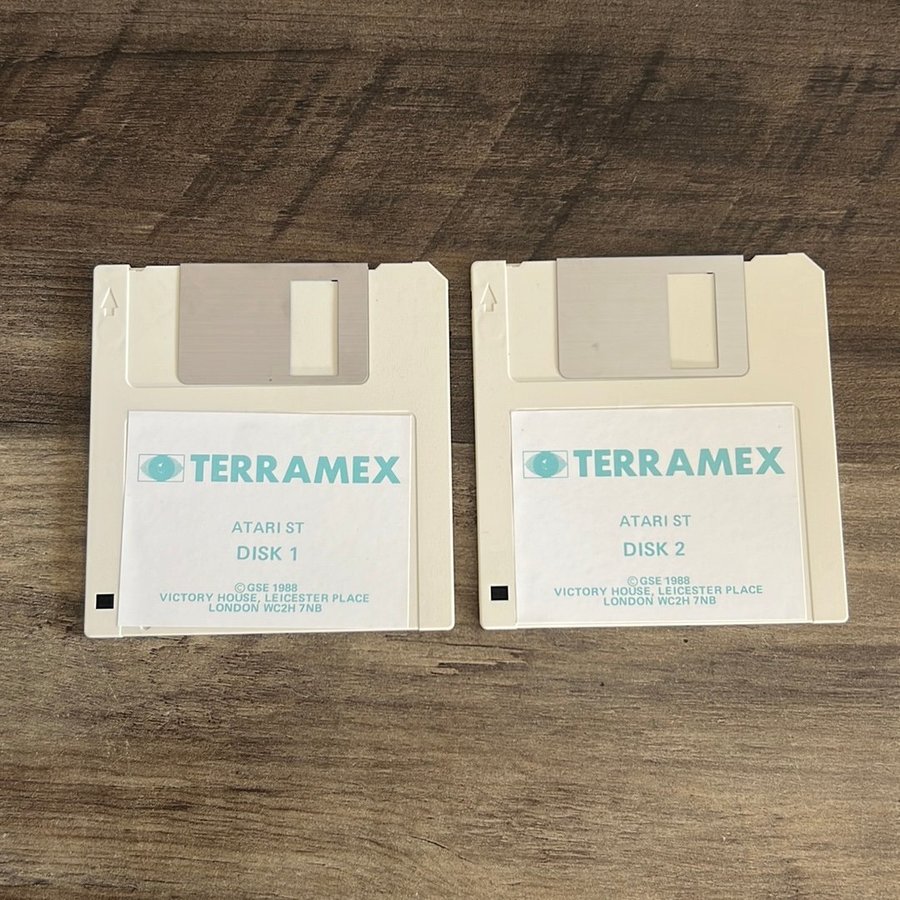 TERRAMEX
ATARI ST
DISK 1
© GSE 1988
VICTORY HOUSE, LEICESTER PLACE
LONDON WC2H 7NB
TERRAMEX
ATARI ST
DISK 2
© GSE 1988
VICTORY HOUSE, LEICESTER PLACE
LONDON WC2H 7NB